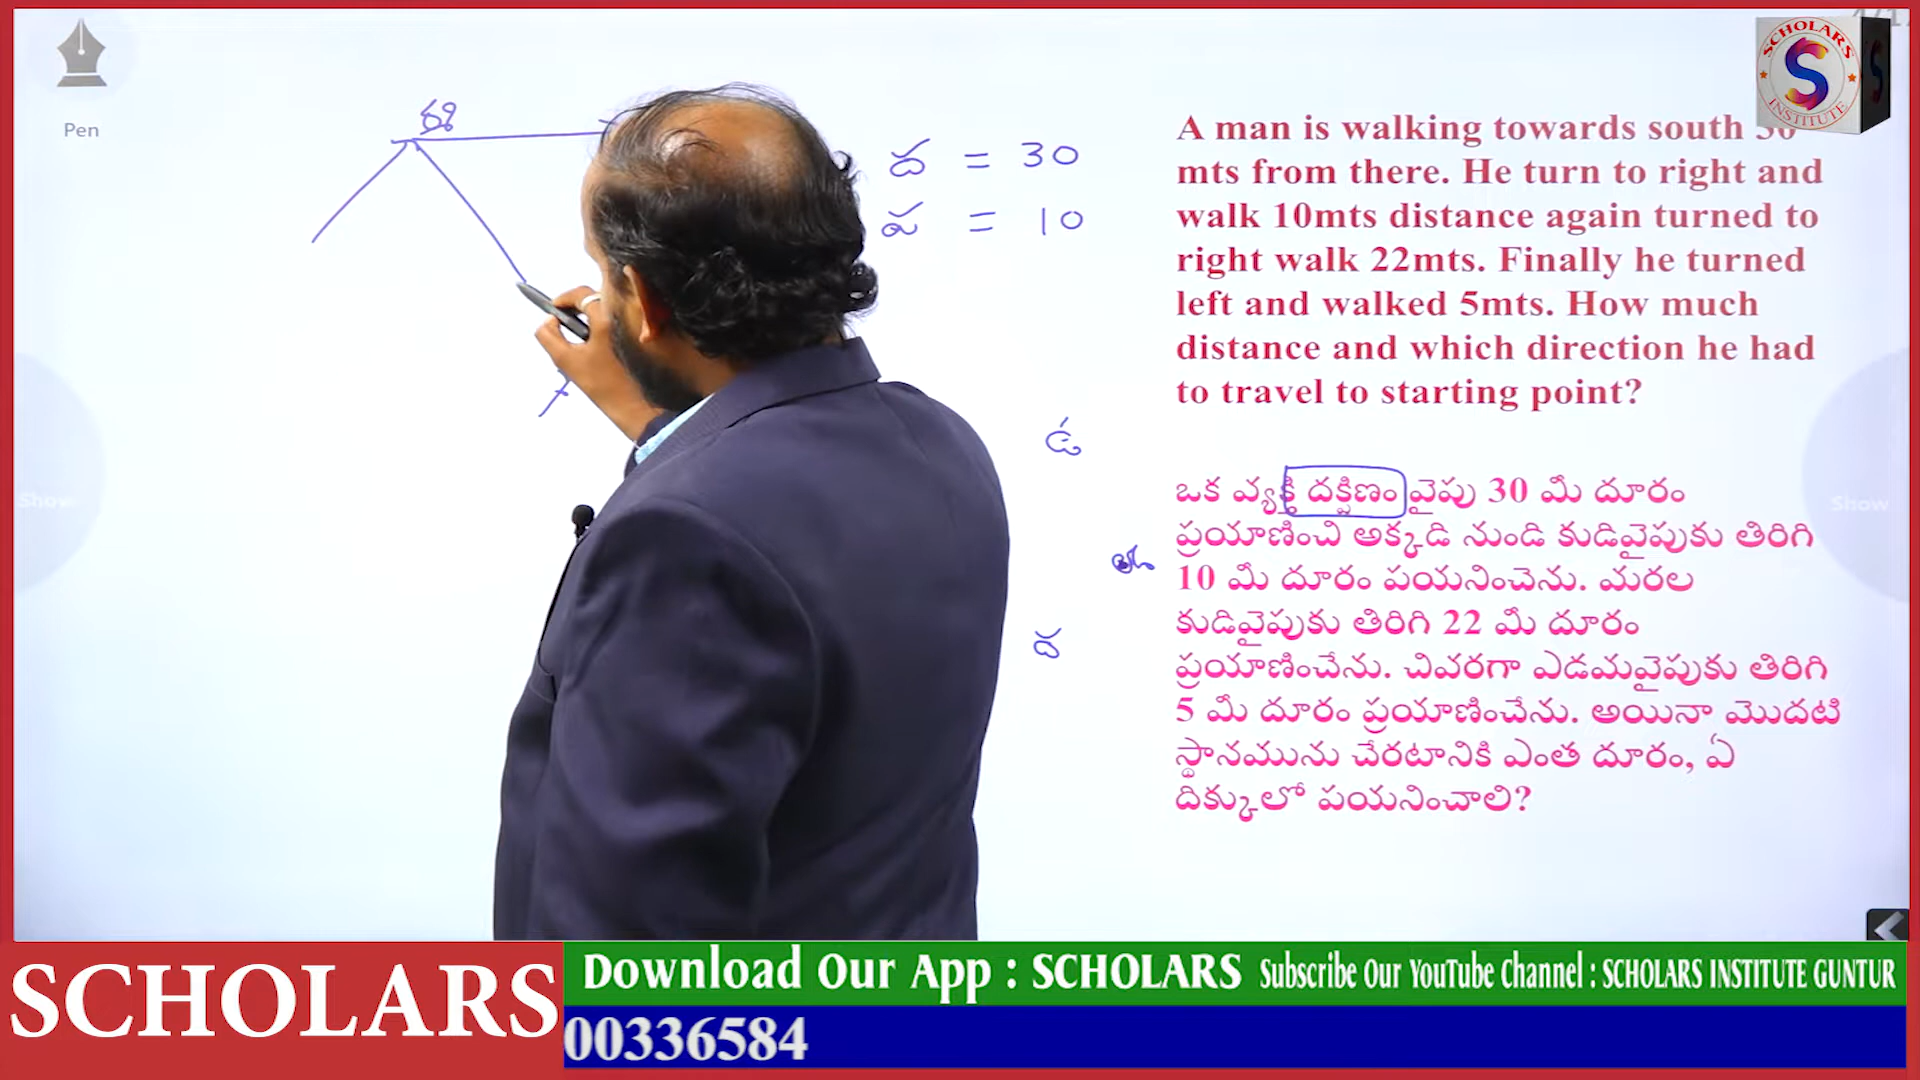 Pen
SCHOLARS
S
INSTITUTE
A man is walking towards south 30
mts from there. He turn to right and
walk 10mts distance again turned to
right walk 22mts. Finally he turned
left and walked 5mts. How much
distance and which direction he had
to travel to starting point?
ద = 30
ప = 10
ఉ
ద
ఒక వ్యక్తి దక్షిణం వైపు 30 మీ దూరం
ప్రయాణించి అక్కడి నుండి కుడివైపుకు తిరిగి
10 మీ దూరం పయనించెను. మరల
కుడివైపుకు తిరిగి 22 మీ దూరం
ప్రయాణించేను. చివరగా ఎడమవైపుకు తిరిగి
5 మీ దూరం ప్రయాణించేను. అయినా మొదటి
స్థానమును చేరటానికి ఎంత దూరం, ఏ
దిక్కులో పయనించాలి?
Show
Show
SCHOLARS
Download Our App : SCHOLARS Subscribe Our YouTube Channel : SCHOLARS INSTITUTE GUNTUR
00336584